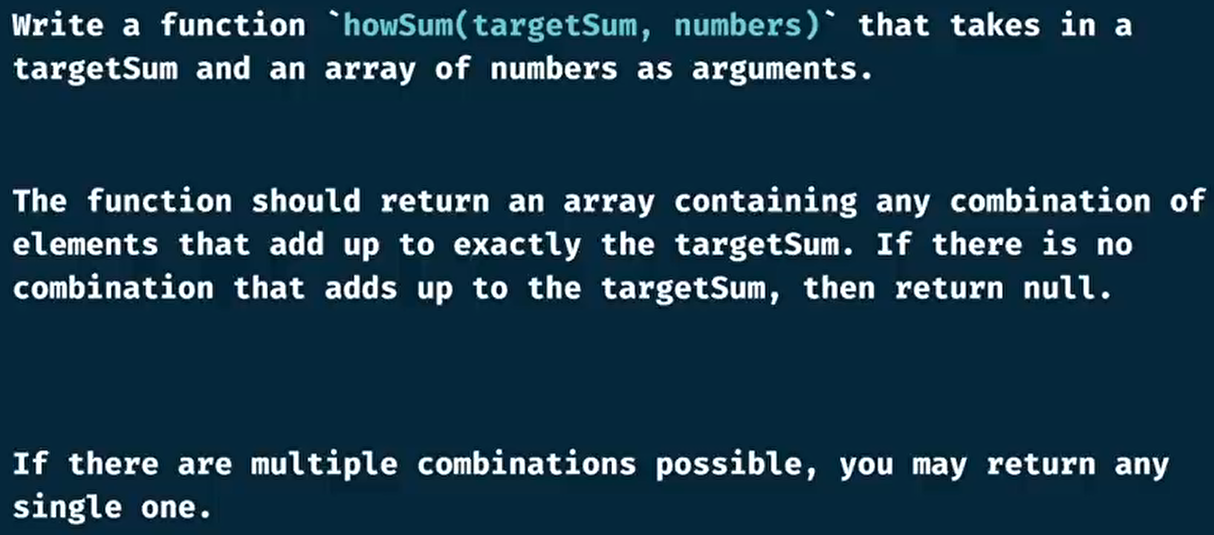 Write a function `howSum(targetSum, numbers)` that takes in a
targetSum and an array of numbers as arguments.
The function should return an array containing any combination of
elements that add up to exactly the targetSum. If there is no
combination that adds up to the targetSum, then return null.
If there are multiple combinations possible, you may return any
single one.